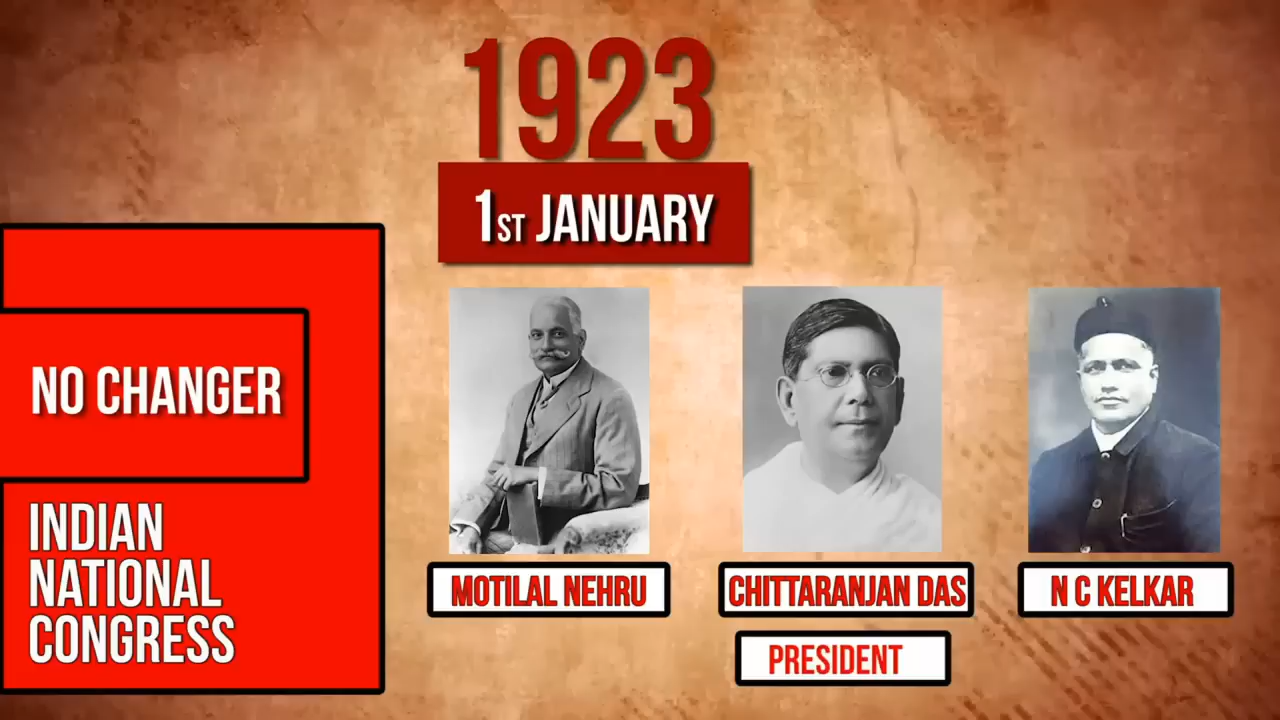 1923
1ST JANUARY
NO CHANGER
INDIAN
NATIONAL
CONGRESS
MOTILAL NEHRU
CHITTARANJAN DAS
N C KELKAR
PRESIDENT